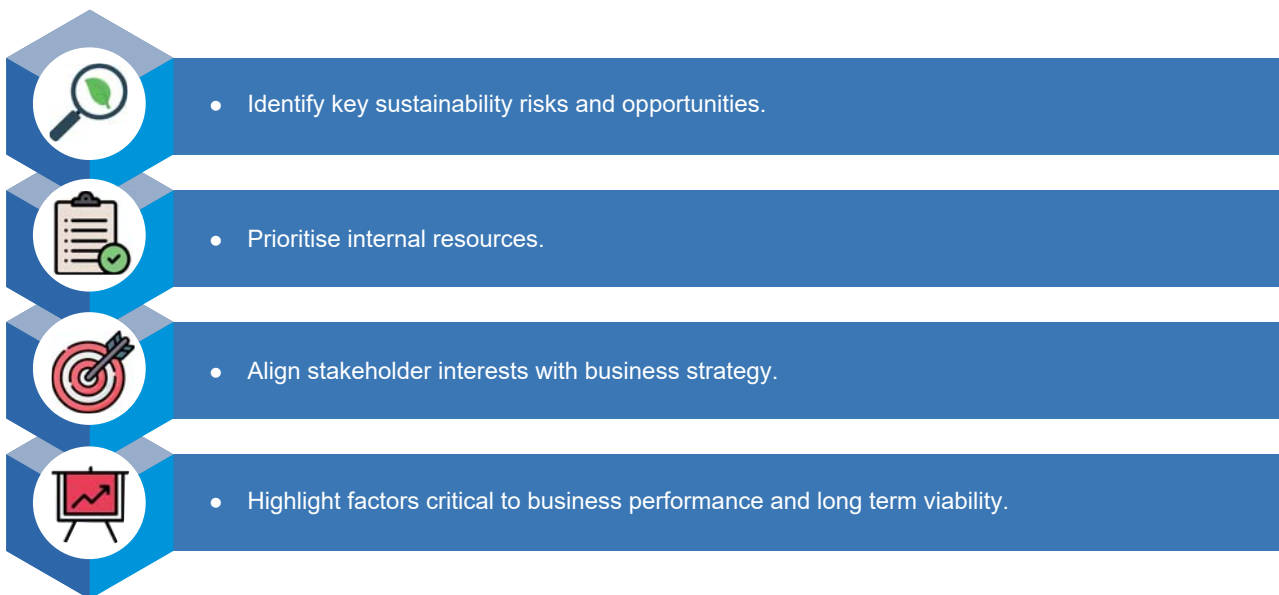 ● Identify key sustainability risks and opportunities.
● Prioritise internal resources.
● Align stakeholder interests with business strategy.
● Highlight factors critical to business performance and long term viability.